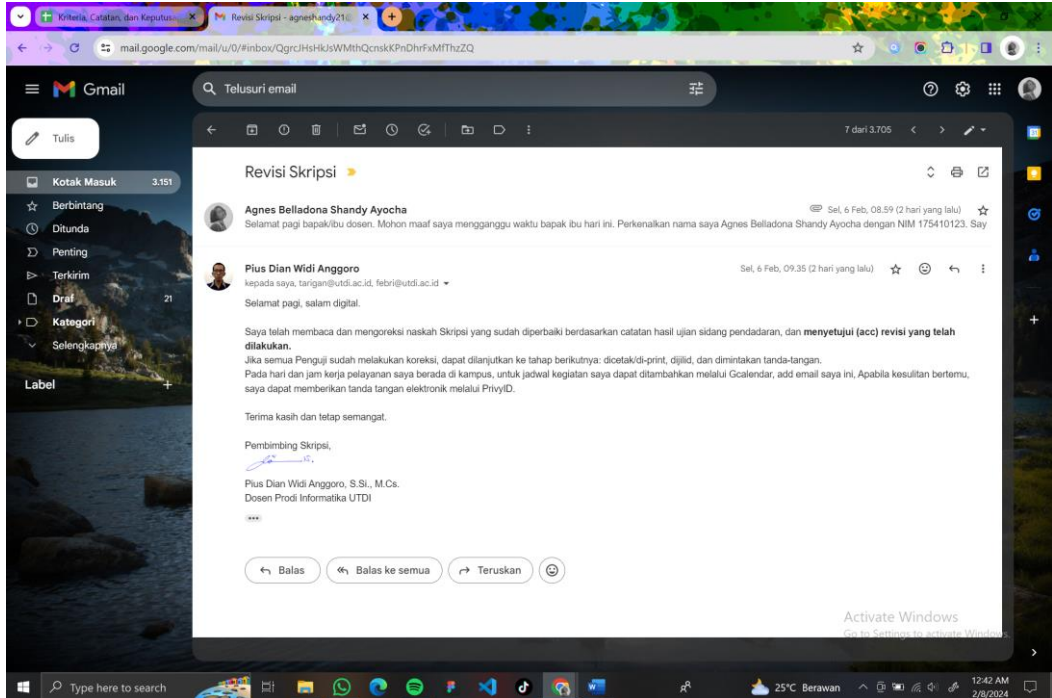 Kriteria, Catatan, dan Keputusa
Revisi Skripsi - agneshandy21@
mail.google.com/mail/u/0/#inbox/QgrcJHsHkJsWMthQcnskKPnDhrFxMfThzZQ
Gmail
Telusuri email
Tulis
7 dari 3.705
Revisi Skripsi
Kotak Masuk 3.151
Berbintang
Ditunda
Penting
Terkirim
Draf 21
Kategori
Selengkapnya
Label
Agnes Belladona Shandy Ayocha
Sel, 6 Feb, 08.59 (2 hari yang lalu)
Selamat pagi bapak/ibu dosen. Mohon maaf saya mengganggu waktu bapak ibu hari ini. Perkenalkan nama saya Agnes Belladona Shandy Ayocha dengan NIM 175410123. Say
Pius Dian Widi Anggoro
Sel, 6 Feb, 09.35 (2 hari yang lalu)
kepada saya, tarigan@utdi.ac.id, febri@utdi.ac.id
Selamat pagi, salam digital.
Saya telah membaca dan mengoreksi naskah Skripsi yang sudah diperbaiki berdasarkan catatan hasil ujian sidang pendadaran, dan menyetujui (acc) revisi yang telah
dilakukan.
Jika semua Penguji sudah melakukan koreksi, dapat dilanjutkan ke tahap berikutnya: dicetak/di-print, dijilid, dan dimintakan tanda-tangan.
Pada hari dan jam kerja pelayanan saya berada di kampus, untuk jadwal kegiatan saya dapat ditambahkan melalui Gcalendar, add email saya ini, Apabila kesulitan bertemu,
saya dapat memberikan tanda tangan elektronik melalui PrivyID.
Terima kasih dan tetap semangat.
Pembimbing Skripsi,
Pius Dian Widi Anggoro, S.Si., M.Cs.
Dosen Prodi Informatika UTDI
Balas
Balas ke semua
Teruskan
Activate Windows
Go to Settings to activate Windows.
Type here to search
25°C Berawan
12:42 AM
2/8/2024